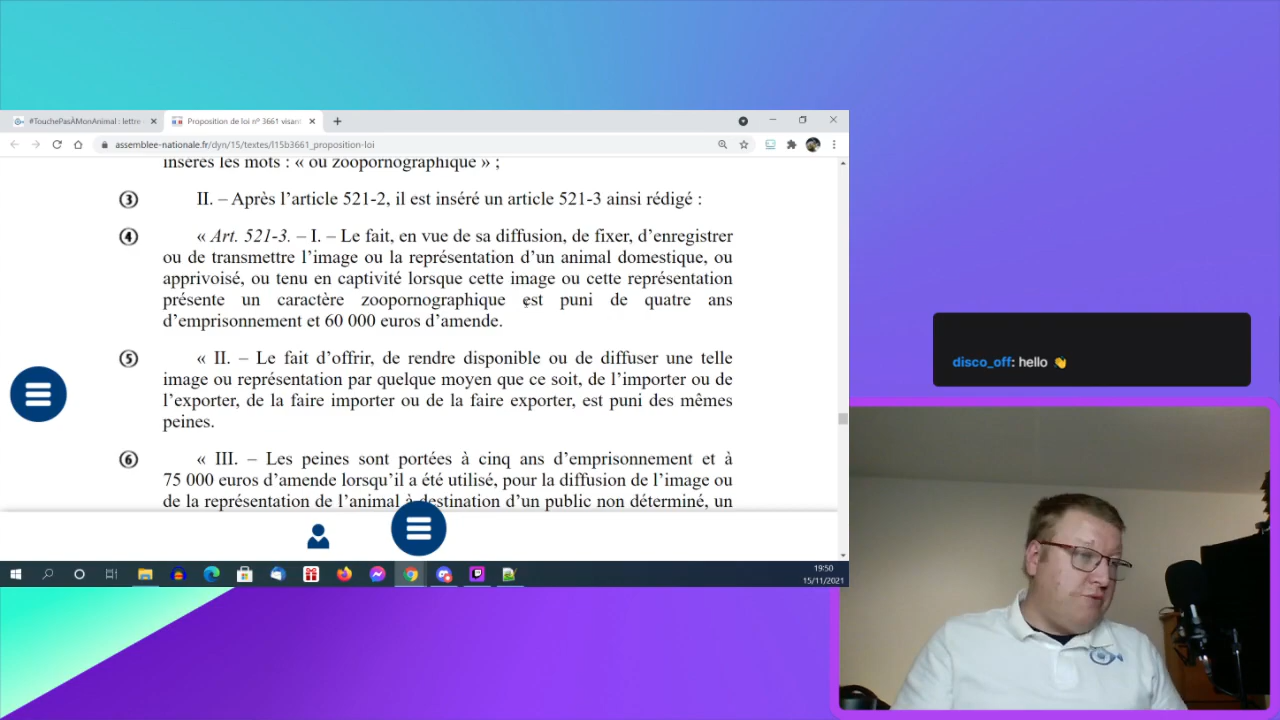 #TouchePasÀMonAnimal : lettre
Proposition de loi nº 3661 visan
assemblee-nationale.fr/dyn/15/textes/l15b3661_proposition-loi
insérés les mots : « ou zoopornographique » ;
3 II. – Après l'article 521-2, il est inséré un article 521-3 ainsi rédigé :
4 « Art. 521-3. – I. – Le fait, en vue de sa diffusion, de fixer, d'enregistrer
ou de transmettre l'image ou la représentation d'un animal domestique, ou
apprivoisé, ou tenu en captivité lorsque cette image ou cette représentation
présente un caractère zoopornographique est puni de quatre ans
d'emprisonnement et 60 000 euros d'amende.
5 « II. – Le fait d'offrir, de rendre disponible ou de diffuser une telle
image ou représentation par quelque moyen que ce soit, de l'importer ou de
l'exporter, de la faire importer ou de la faire exporter, est puni des mêmes
peines.
6 « III. – Les peines sont portées à cinq ans d'emprisonnement et à
75 000 euros d'amende lorsqu'il a été utilisé, pour la diffusion de l'image ou
de la représentation de l'animal à destination d'un public non déterminé, un
19:50
15/11/2021
disco_off: hello 👋